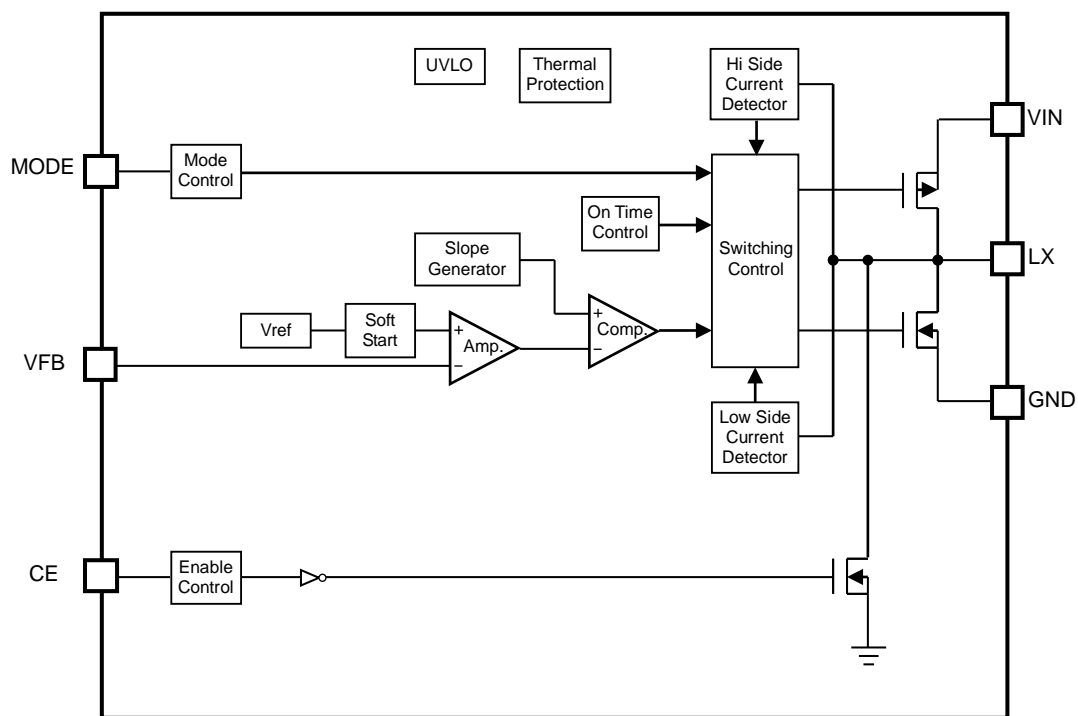 UVLO
Thermal
Protection
Hi Side
Current
Detector
VIN
MODE
Mode
Control
On Time
Control
Switching
Control
LX
Slope
Generator
Vref
Soft
Start
+
Amp.
−
+
Comp.
−
VFB
GND
Low Side
Current
Detector
CE
Enable
Control